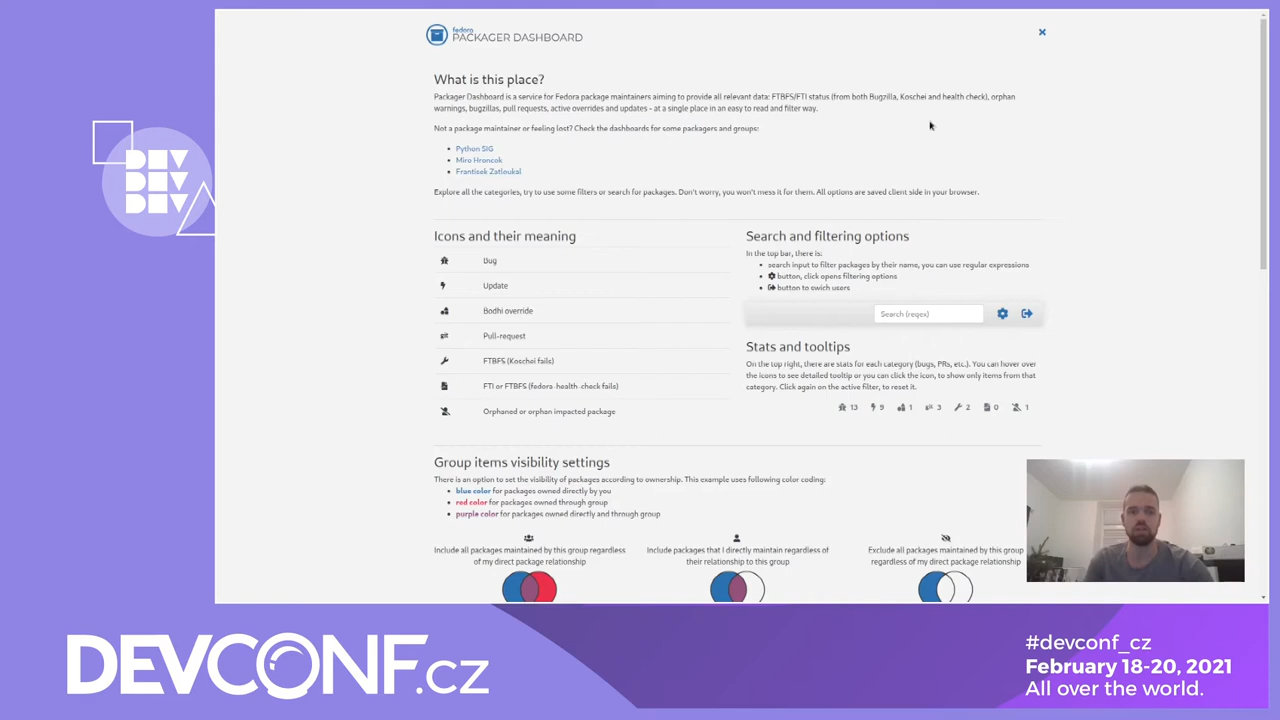 fedora
PACKAGER DASHBOARD
What is this place?
Packager Dashboard is a service for Fedora package maintainers aiming to provide all relevant data: FTBFS/FTI status (from both Bugzilla, Koschei and health check), orphan
warnings, bugzillas, pull requests, active overrides and updates - at a single place in an easy to read and filter way.
Not a package maintainer or feeling lost? Check the dashboards for some packagers and groups:
Python SIG
Miro Hroncok
Frantisek Zatloukal
Explore all the categories, try to use some filters or search for packages. Don't worry, you won't mess it for them. All options are saved client side in your browser.
Icons and their meaning
Bug
Update
Bodhi override
Pull-request
FTBFS (Koschei fails)
FTI or FTBFS (fedora-health-check fails)
Orphaned or orphan impacted package
Search and filtering options
In the top bar, there is:
search input to filter packages by their name, you can use regular expressions
button, click opens filtering options
button to swich users
Search (regex)
Stats and tooltips
On the top right, there are stats for each category (bugs, PRs, etc.). You can hover over
the icons to see detailed tooltip or you can click the icon, to show only items from that
category. Click again on the active filter, to reset it.
13 9 1 3 2 0 1
Group items visibility settings
There is an option to set the visibility of packages according to ownership. This example uses following color coding:
blue color for packages owned directly by you
red color for packages owned through group
purple color for packages owned directly and through group
Include all packages maintained by this group regardless
of my direct package relationship
Include packages that I directly maintain regardless of
their relationship to this group
Exclude all packages maintained by this group
regardless of my direct package relationship
DEV
DEV
DEV
DEVCONF.cz
#devconf_cz
February 18-20, 2021
All over the world.